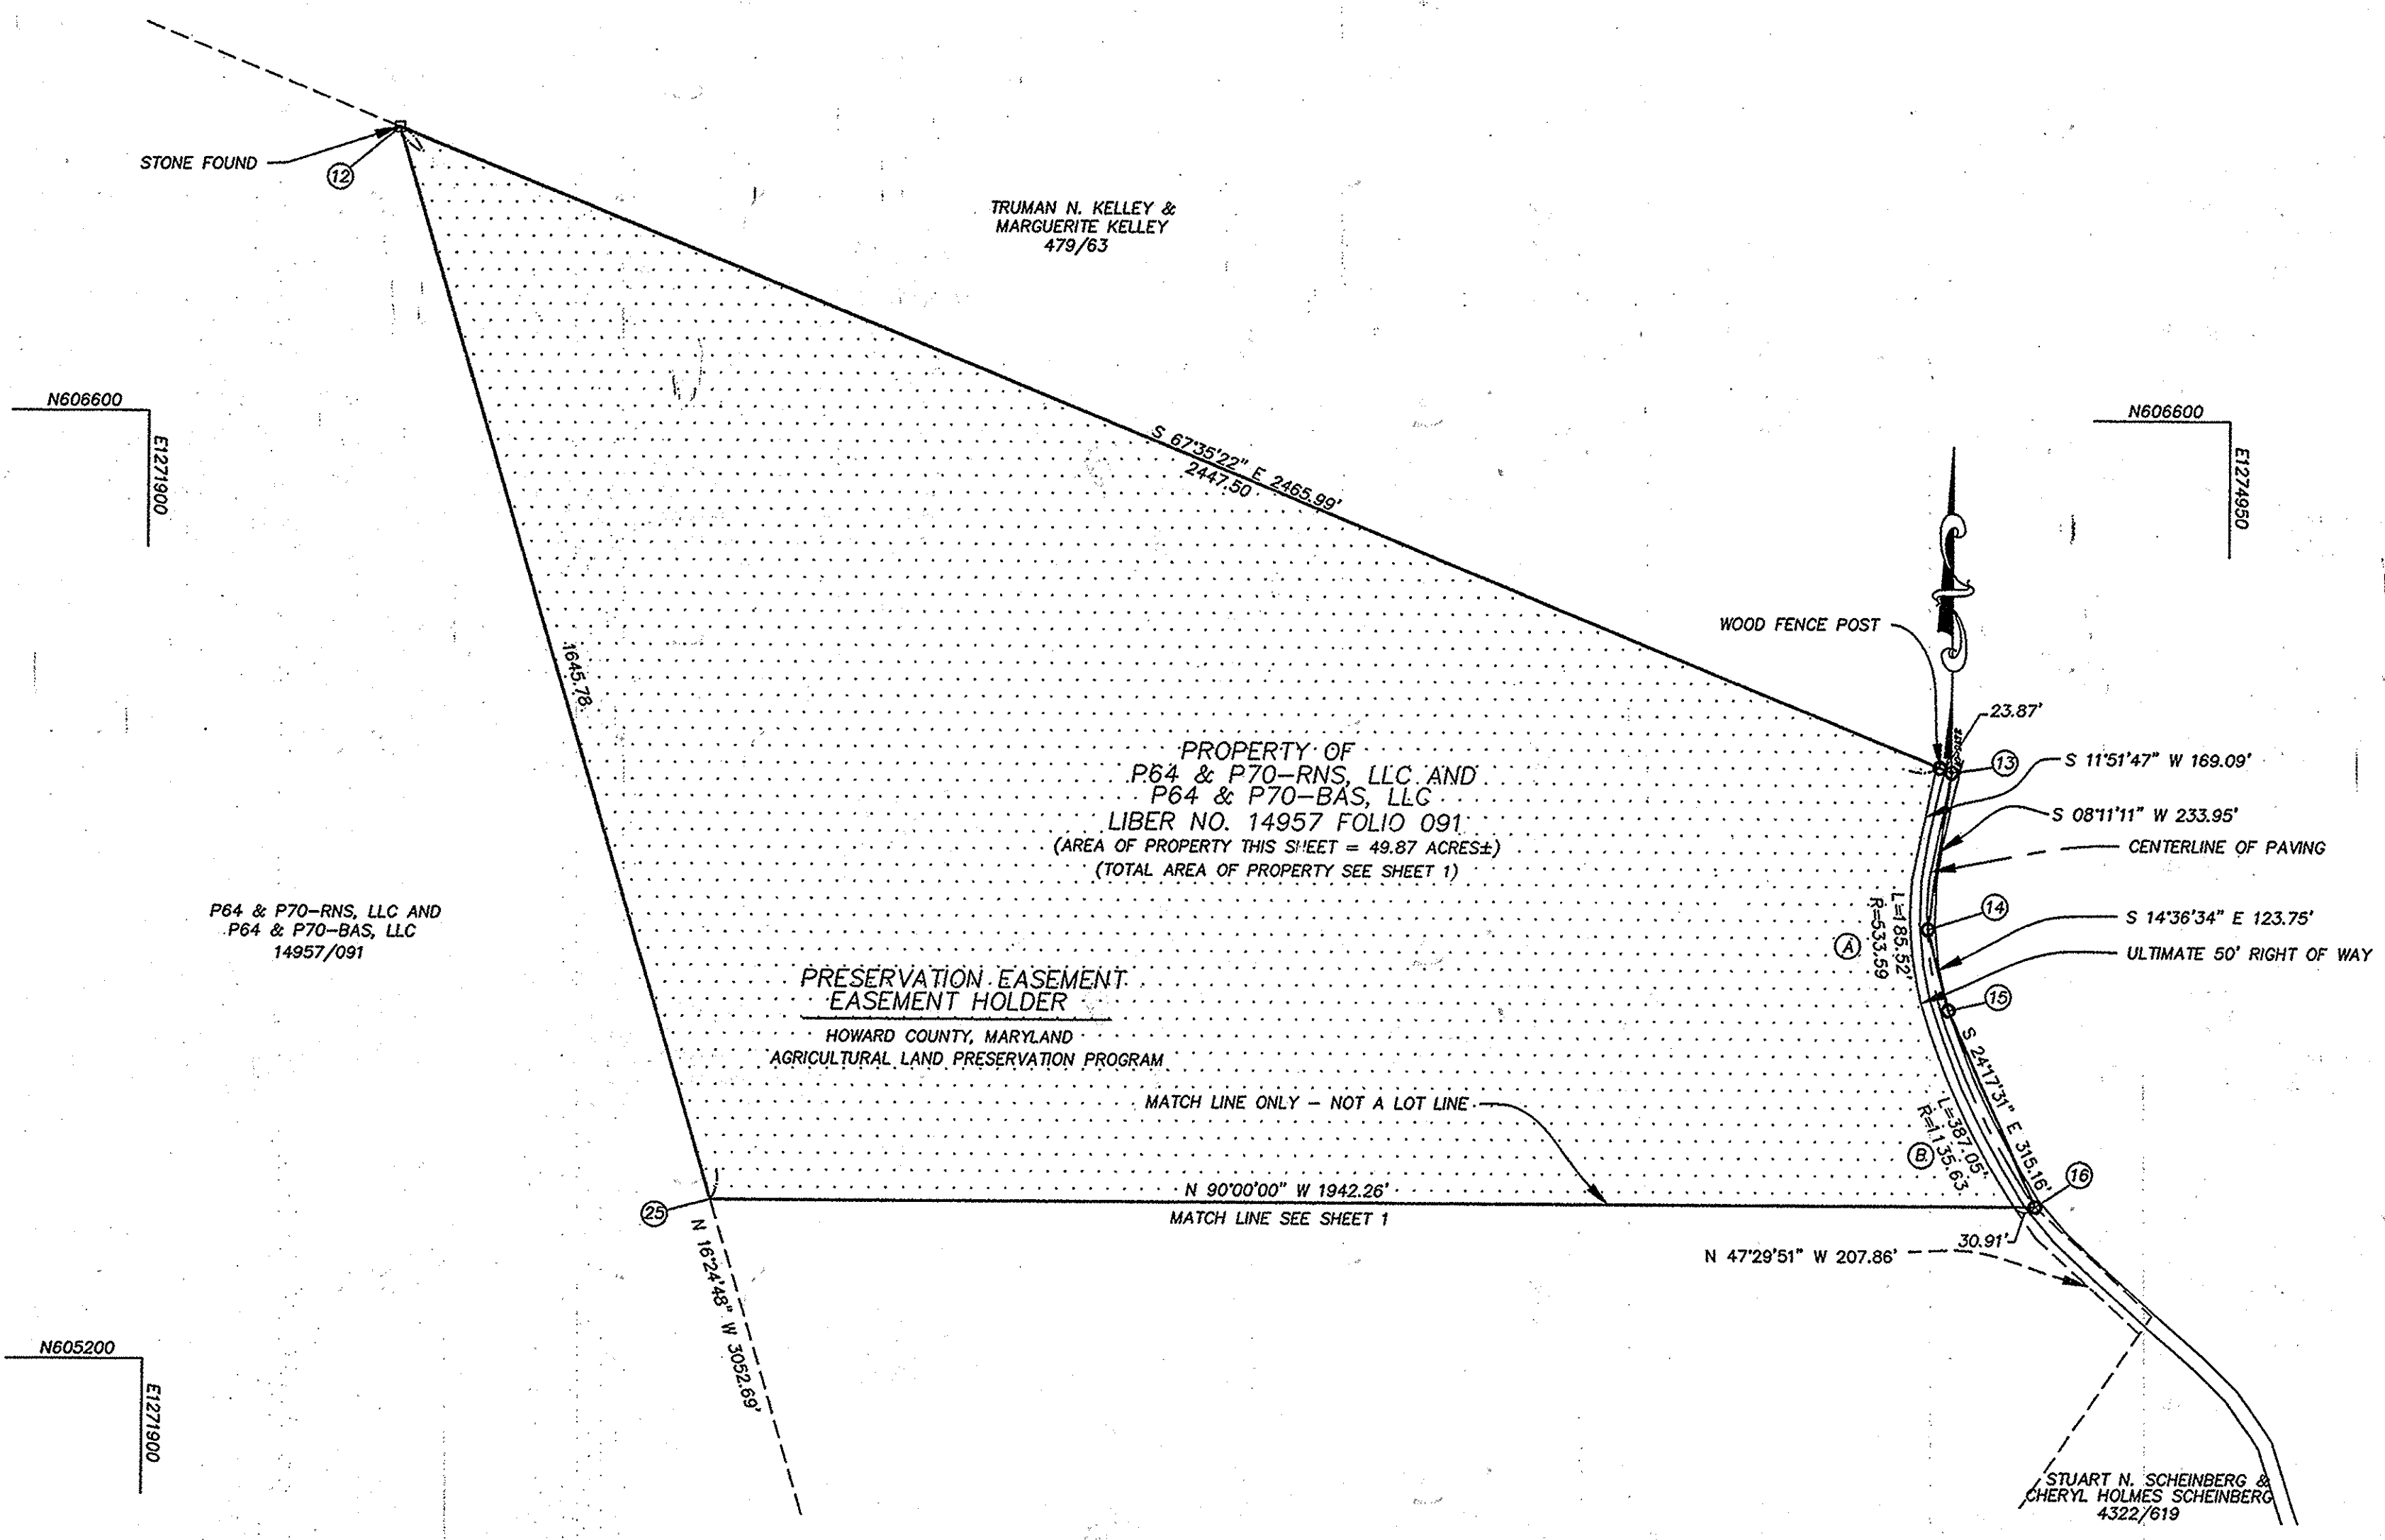 STONE FOUND
12
TRUMAN N. KELLEY &
MARGUERITE KELLEY
479/63
N606600
E1271900
N606600
E1274950
S 67°35'22" E 2465.99'
2447.50
1645.78
WOOD FENCE POST
23.87'
13
S 11°51'47" W 169.09'
S 08°11'11" W 233.95'
CENTERLINE OF PAVING
14
S 14°36'34" E 123.75'
ULTIMATE 50' RIGHT OF WAY
15
L=185.52'
R=533.59
A
PROPERTY OF
P64 & P70-RNS, LLC AND
P64 & P70-BAS, LLC
LIBER NO. 14957 FOLIO 091
(AREA OF PROPERTY THIS SHEET = 49.87 ACRES±)
(TOTAL AREA OF PROPERTY SEE SHEET 1)
P64 & P70-RNS, LLC AND
P64 & P70-BAS, LLC
14957/091
PRESERVATION EASEMENT
EASEMENT HOLDER
HOWARD COUNTY, MARYLAND
AGRICULTURAL LAND PRESERVATION PROGRAM
MATCH LINE ONLY - NOT A LOT LINE
S 24°17'31" E 315.16'
L=387.05'
R=1135.63
B
16
25
N 90°00'00" W 1942.26'
MATCH LINE SEE SHEET 1
30.91'
N 47°29'51" W 207.86'
N 16°24'48" W 3052.69'
N605200
E1271900
STUART N. SCHEINBERG &
CHERYL HOLMES SCHEINBERG
4322/619